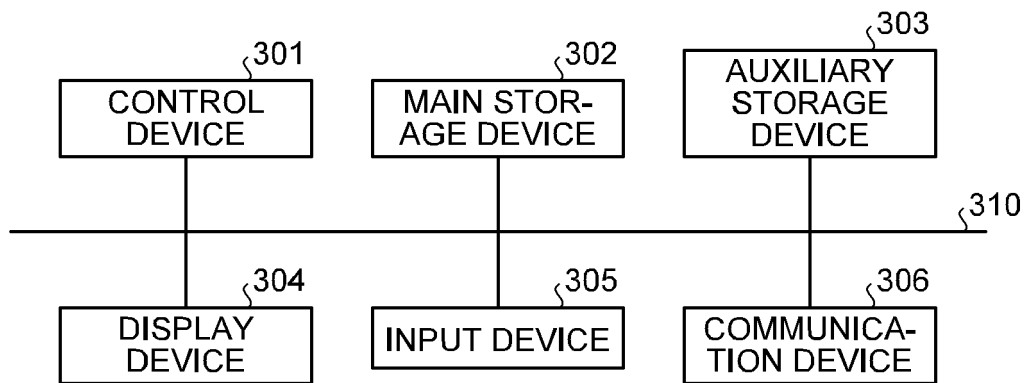 301
CONTROL
DEVICE
302
MAIN STOR-
AGE DEVICE
303
AUXILIARY
STORAGE
DEVICE
310
304
DISPLAY
DEVICE
305
INPUT DEVICE
306
COMMUNICA-
TION DEVICE